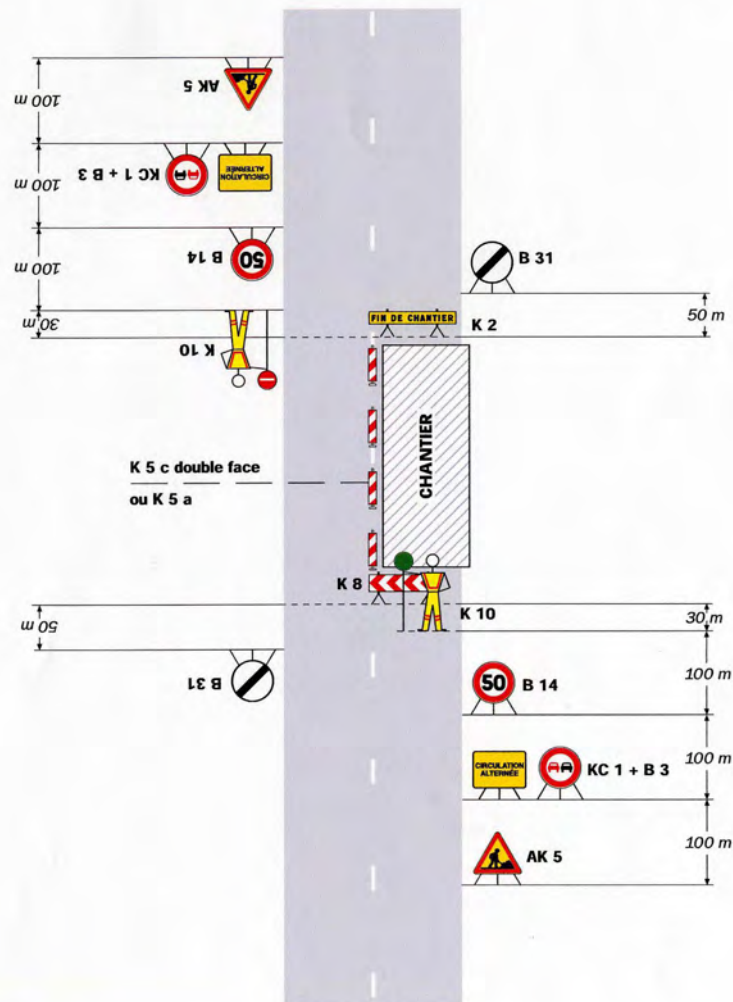 AK 5
100 m
CIRCULATION
ALTERNÉE
KC 1 + B 3
100 m
50
B 14
100 m
B 31
50 m
30 m
FIN DE CHANTIER
K 2
K 10
CHANTIER
K 5 c double face
ou K 5 a
K 8
K 10
30 m
50 m
B 31
100 m
50
B 14
CIRCULATION
ALTERNÉE
KC 1 + B 3
100 m
AK 5
100 m